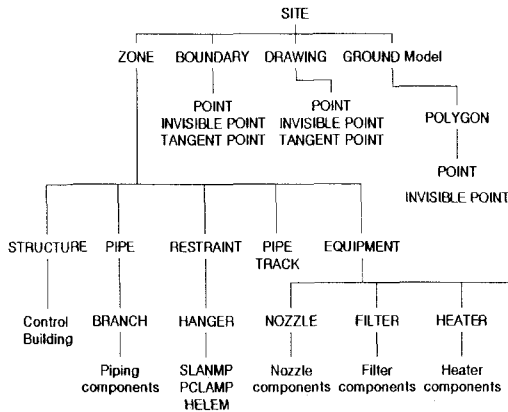 SITE
ZONE BOUNDARY DRAWING GROUND Model
POINT
INVISIBLE POINT
TANGENT POINT
POINT
INVISIBLE POINT
TANGENT POINT
POLYGON
POINT
INVISIBLE POINT
STRUCTURE PIPE RESTRAINT PIPE TRACK EQUIPMENT
Control
Building
BRANCH HANGER NOZZLE FILTER HEATER
Piping
components
SLANMP
PCLAMP
HELEM
Nozzle
components
Filter
components
Heater
components